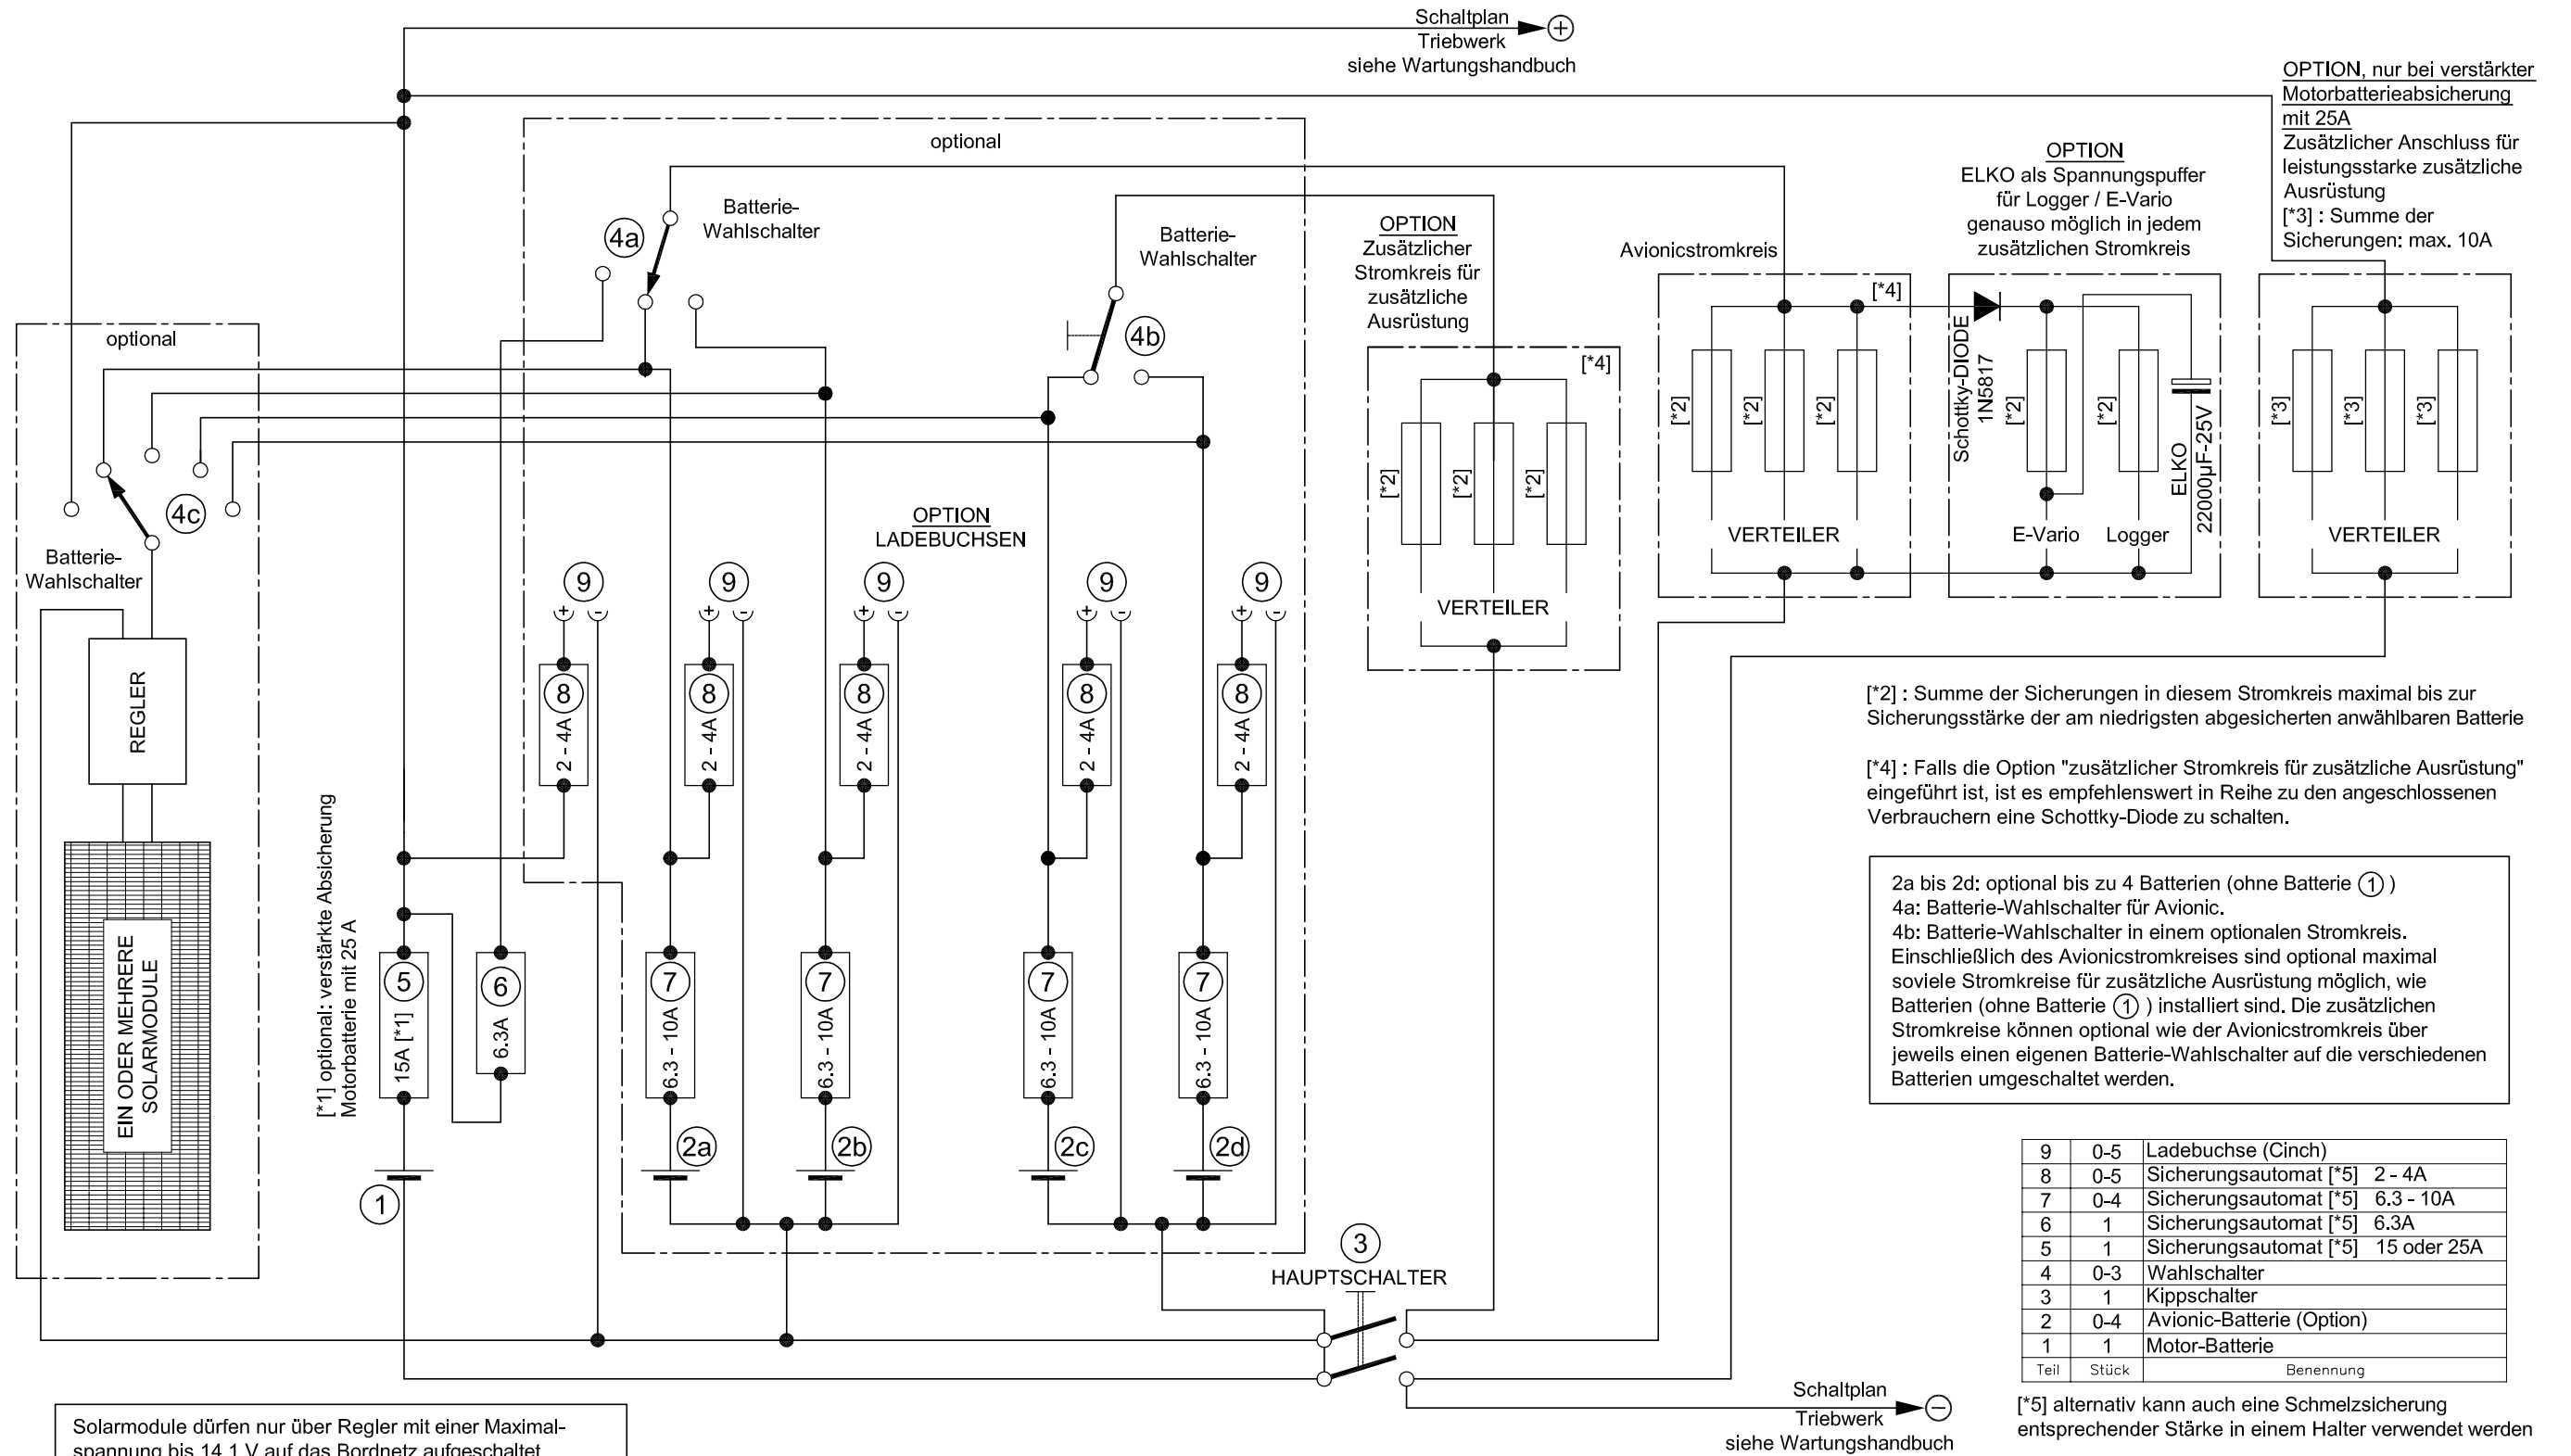 Schaltplan
Triebwerk
siehe Wartungshandbuch
OPTION, nur bei verstärkter
Motorbatterieabsicherung
mit 25A
Zusätzlicher Anschluss für
leistungsstarke zusätzliche
Ausrüstung
[*3] : Summe der
Sicherungen: max. 10A
optional
OPTION
ELKO als Spannungspuffer
für Logger / E-Vario
genauso möglich in jedem
zusätzlichen Stromkreis
Batterie-
Wahlschalter
4a
Batterie-
Wahlschalter
4b
OPTION
Zusätzlicher
Stromkreis für
zusätzliche
Ausrüstung
[*4]
[*2]
[*2]
[*2]
VERTEILER
Avionicstromkreis
[*4]
[*2]
[*2]
[*2]
VERTEILER
Schottky-DIODE
1N5817
[*2]
[*2]
E-Vario
Logger
ELKO
22000µF-25V
[*3]
[*3]
[*3]
VERTEILER
optional
4c
Batterie-
Wahlschalter
REGLER
EIN ODER MEHRERE
SOLARMODULE
OPTION
LADEBUCHSEN
9
9
9
9
9
+ -
+ -
+ -
+ -
+ -
8
8
8
8
8
2 - 4A
2 - 4A
2 - 4A
2 - 4A
2 - 4A
[*1] optional: verstärkte Absicherung
Motorbatterie mit 25 A
5
15A [*1]
6
6.3A
7
7
7
7
6.3 - 10A
6.3 - 10A
6.3 - 10A
6.3 - 10A
1
2a
2b
2c
2d
3
HAUPTSCHALTER
[*2] : Summe der Sicherungen in diesem Stromkreis maximal bis zur
Sicherungsstärke der am niedrigsten abgesicherten anwählbaren Batterie
[*4] : Falls die Option "zusätzlicher Stromkreis für zusätzliche Ausrüstung"
eingeführt ist, ist es empfehlenswert in Reihe zu den angeschlossenen
Verbrauchern eine Schottky-Diode zu schalten.
2a bis 2d: optional bis zu 4 Batterien (ohne Batterie 1 )
4a: Batterie-Wahlschalter für Avionic.
4b: Batterie-Wahlschalter in einem optionalen Stromkreis.
Einschließlich des Avionicstromkreises sind optional maximal
soviele Stromkreise für zusätzliche Ausrüstung möglich, wie
Batterien (ohne Batterie 1 ) installiert sind. Die zusätzlichen
Stromkreise können optional wie der Avionicstromkreis über
jeweils einen eigenen Batterie-Wahlschalter auf die verschiedenen
Batterien umgeschaltet werden.
9 0-5 Ladebuchse (Cinch)
8 0-5 Sicherungsautomat [*5] 2 - 4A
7 0-4 Sicherungsautomat [*5] 6.3 - 10A
6 1 Sicherungsautomat [*5] 6.3A
5 1 Sicherungsautomat [*5] 15 oder 25A
4 0-3 Wahlschalter
3 1 Kippschalter
2 0-4 Avionic-Batterie (Option)
1 1 Motor-Batterie
Teil Stück Benennung
[*5] alternativ kann auch eine Schmelzsicherung
entsprechender Stärke in einem Halter verwendet werden
Schaltplan
Triebwerk
siehe Wartungshandbuch
Solarmodule dürfen nur über Regler mit einer Maximal-
spannung bis 14.1 V auf das Bordnetz aufgeschaltet